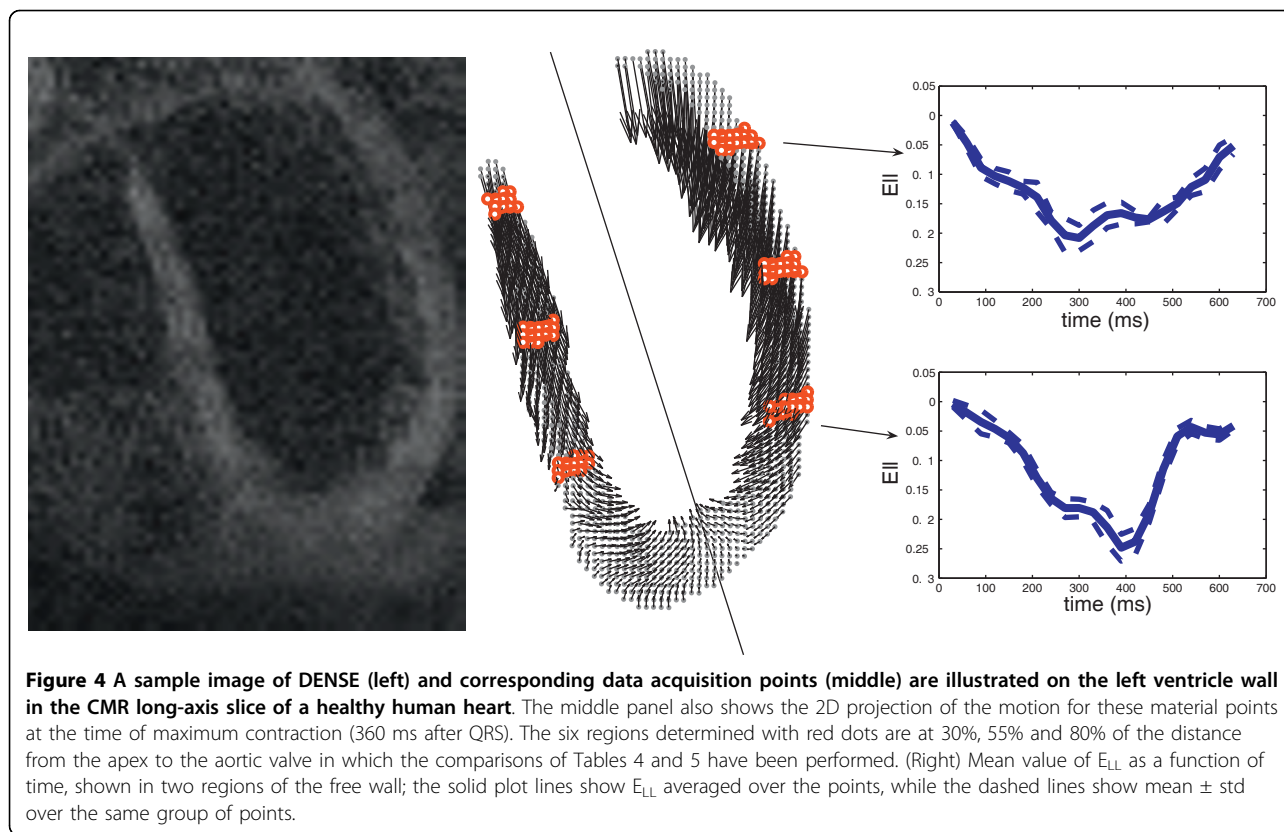 0.05
0
0.05
0. 1
0.15
0. 2
0.25
0. 3
Ell
0 100 200 300 400 500 600 700
time (ms)
0.05
0
0.05
0. 1
0.15
0. 2
0.25
0. 3
Ell
0 100 200 300 400 500 600 700
time (ms)
Figure 4 A sample image of DENSE (left) and corresponding data acquisition points (middle) are illustrated on the left ventricle wall
in the CMR long-axis slice of a healthy human heart. The middle panel also shows the 2D projection of the motion for these material points
at the time of maximum contraction (360 ms after QRS). The six regions determined with red dots are at 30%, 55% and 80% of the distance
from the apex to the aortic valve in which the comparisons of Tables 4 and 5 have been performed. (Right) Mean value of ELL as a function of
time, shown in two regions of the free wall; the solid plot lines show ELL averaged over the points, while the dashed lines show mean ± std
over the same group of points.